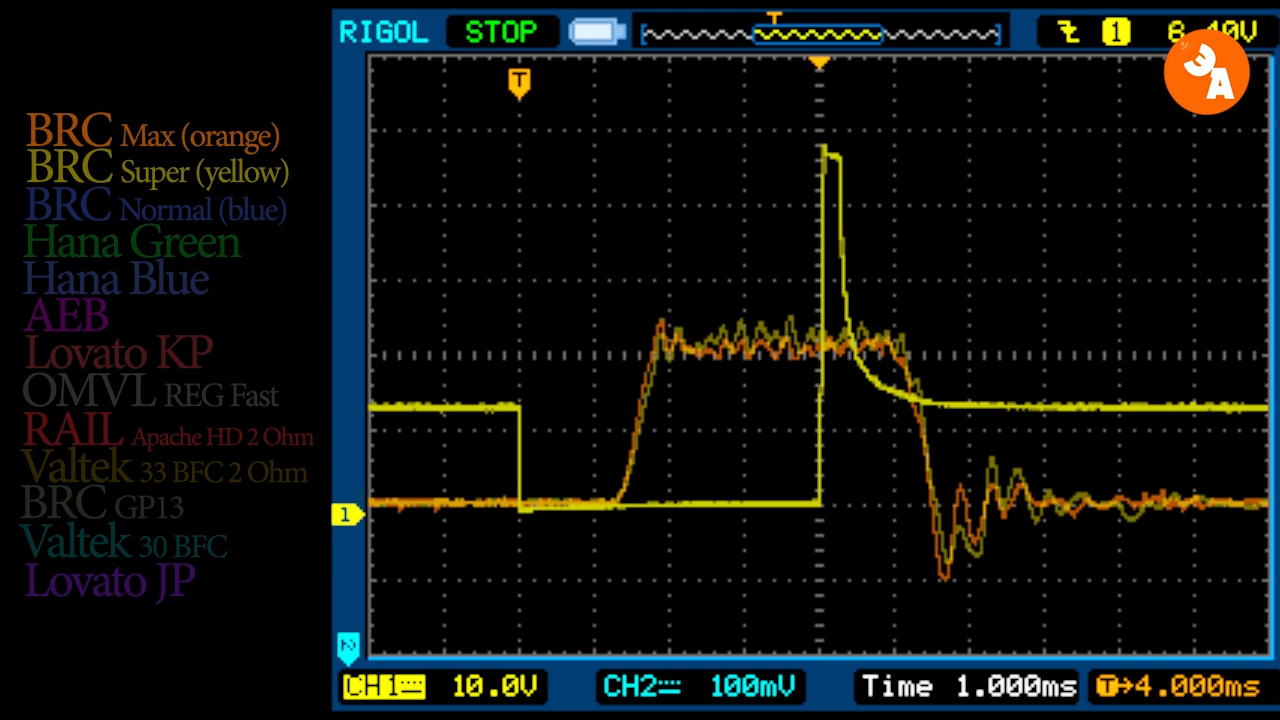 RIGOL STOP T 1
T
BRC Max (orange)
BRC Super (yellow)
BRC Normal (blue)
Hana Green
Hana Blue
AEB
Lovato KP
OMVL REG Fast
RAIL Apache HD 2 Ohm
Valtek 33 BFC 2 Ohm
BRC GP13
1
Valtek 30 BFC
Lovato JP
2
CH1 10.0V CH2 100mV Time 1.000ms T→4.000ms